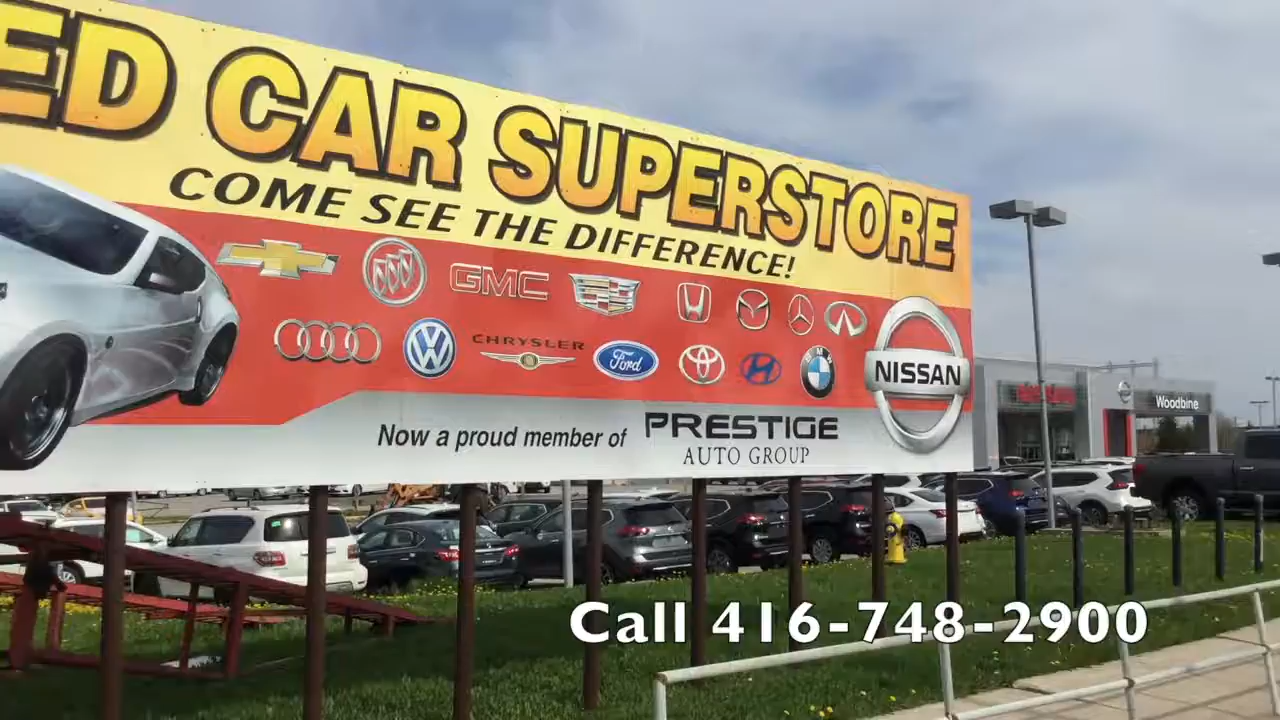 ED CAR SUPERSTORE
COME SEE THE DIFFERENCE!
GMC
CHRYSLER
Ford
BMW
NISSAN
Now a proud member of PRESTIGE
AUTO GROUP
Woodbine
Call 416-748-2900